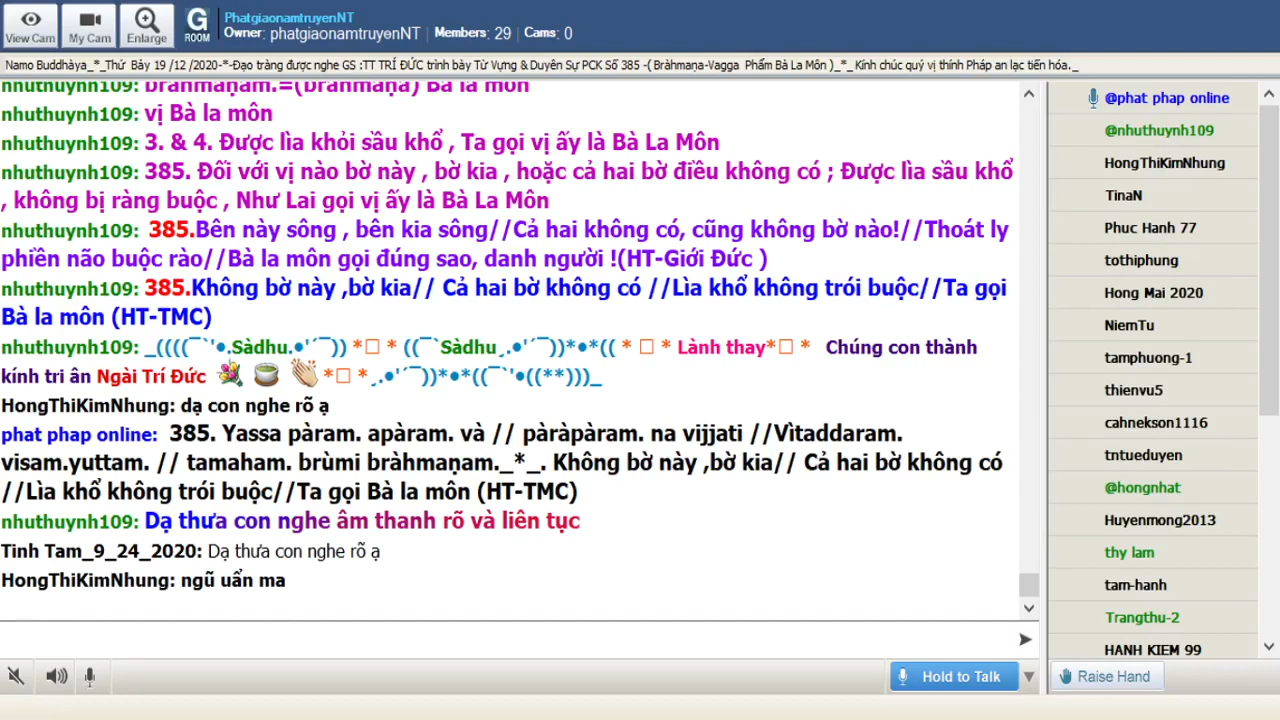 View Cam
My Cam
Enlarge
G
ROOM
PhatgiaonamtruyenNT
Owner: phatgiaonamtruyenNT | Members: 29 | Cams: 0
Namo Buddhàya_*_Thứ Bảy 19 /12 /2020-*-Đạo tràng được nghe GS :TT TRÍ ĐỨC trình bày Từ Vựng & Duyên Sự PCK Số 385 -( Bràhmaṇa-Vagga Phẩm Bà La Môn )_*_ Kính chúc quý vị thính Pháp an lạc tiến hóa._
nhuthuynh109: bràhmaṇam.=(bràhmaṇa) Bà la môn
nhuthuynh109: vị Bà la môn
nhuthuynh109: 3. & 4. Được lìa khỏi sầu khổ , Ta gọi vị ấy là Bà La Môn
nhuthuynh109: 385. Đối với vị nào bờ này , bờ kia , hoặc cả hai bờ điều không có ; Được lìa sầu khổ
, không bị ràng buộc , Như Lai gọi vị ấy là Bà La Môn
nhuthuynh109: 385.Bên này sông , bên kia sông//Cả hai không có, cũng không bờ nào!//Thoát ly
phiền não buộc rào//Bà la môn gọi đúng sao, danh người !(HT-Giới Đức )
nhuthuynh109: 385.Không bờ này ,bờ kia// Cả hai bờ không có //Lìa khổ không trói buộc//Ta gọi
Bà la môn (HT-TMC)
nhuthuynh109: _((((¯`'•.Sàdhu.•'´¯)) *□ * ((¯`Sàdhu¸.•'´¯))*•*(( * □ * Lành thay*□ * Chúng con thành
kính tri ân Ngài Trí Đức *□ *¸.•'´¯))*•*((¯`'•((**)))_
HongThiKimNhung: dạ con nghe rõ ạ
phat phap online: 385. Yassa pàram. apàram. và // pàràpàram. na vijjati //Vìtaddaram.
visam.yuttam. // tamaham. brùmi bràhmaṇam._*_. Không bờ này ,bờ kia// Cả hai bờ không có
//Lìa khổ không trói buộc//Ta gọi Bà la môn (HT-TMC)
nhuthuynh109: Dạ thưa con nghe âm thanh rõ và liên tục
Tinh Tam_9_24_2020: Dạ thưa con nghe rõ ạ
HongThiKimNhung: ngũ uẩn ma
Hold to Talk
@phat phap online
@nhuthuynh109
HongThiKimNhung
TinaN
Phuc Hanh 77
tothiphung
Hong Mai 2020
NiemTu
tamphuong-1
thienvu5
cahnekson1116
tntueduyen
@hongnhat
Huyenmong2013
thy lam
tam-hanh
Trangthu-2
HANH KIEM 99
Raise Hand